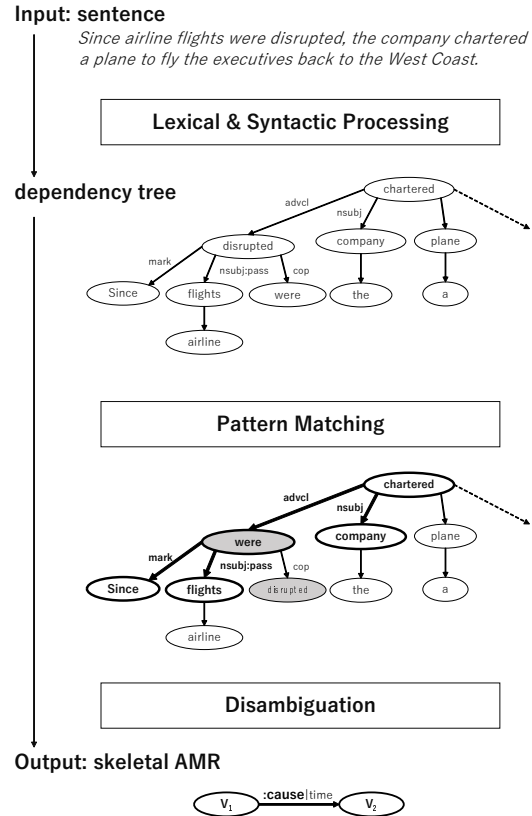 Input: sentence
Since airline flights were disrupted, the company chartered
a plane to fly the executives back to the West Coast.
Lexical & Syntactic Processing
dependency tree
chartered
advcl
nsubj
disrupted
company
plane
mark
nsubj:pass
cop
Since
flights
were
the
a
airline
Pattern Matching
chartered
advcl
nsubj
were
company
plane
mark
nsubj:pass
cop
Since
flights
disrupted
the
a
airline
Disambiguation
Output: skeletal AMR
:cause|time
V1
V2